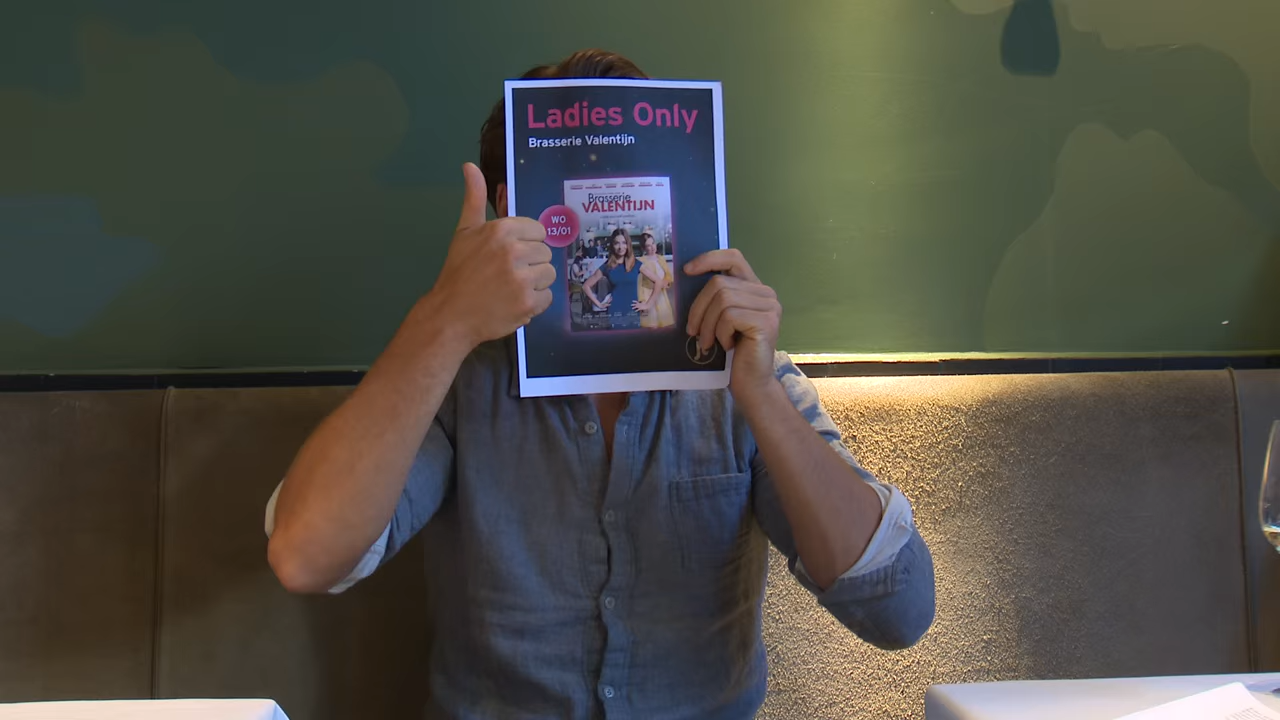 Ladies Only
Brasserie Valentijn
Brasserie
VALENTIJN
WO
13/01